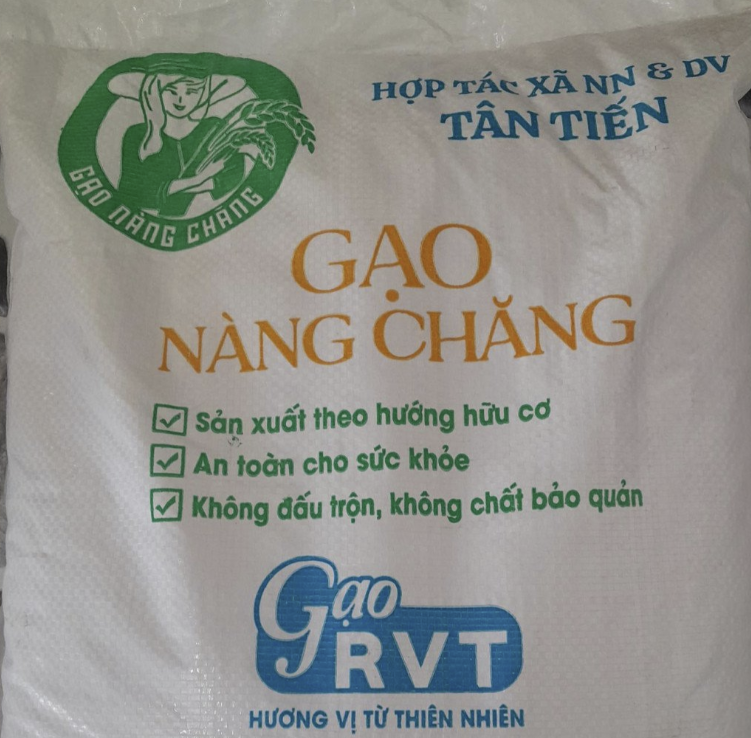 HỢP TÁC XÃ NN & DV
TÂN TIẾN
GẠO NÀNG CHĂNG
GẠO
NÀNG CHĂNG
Sản xuất theo hướng hữu cơ
An toàn cho sức khỏe
Không đấu trộn, không chất bảo quản
Gạo
RVT
HƯƠNG VỊ TỪ THIÊN NHIÊN